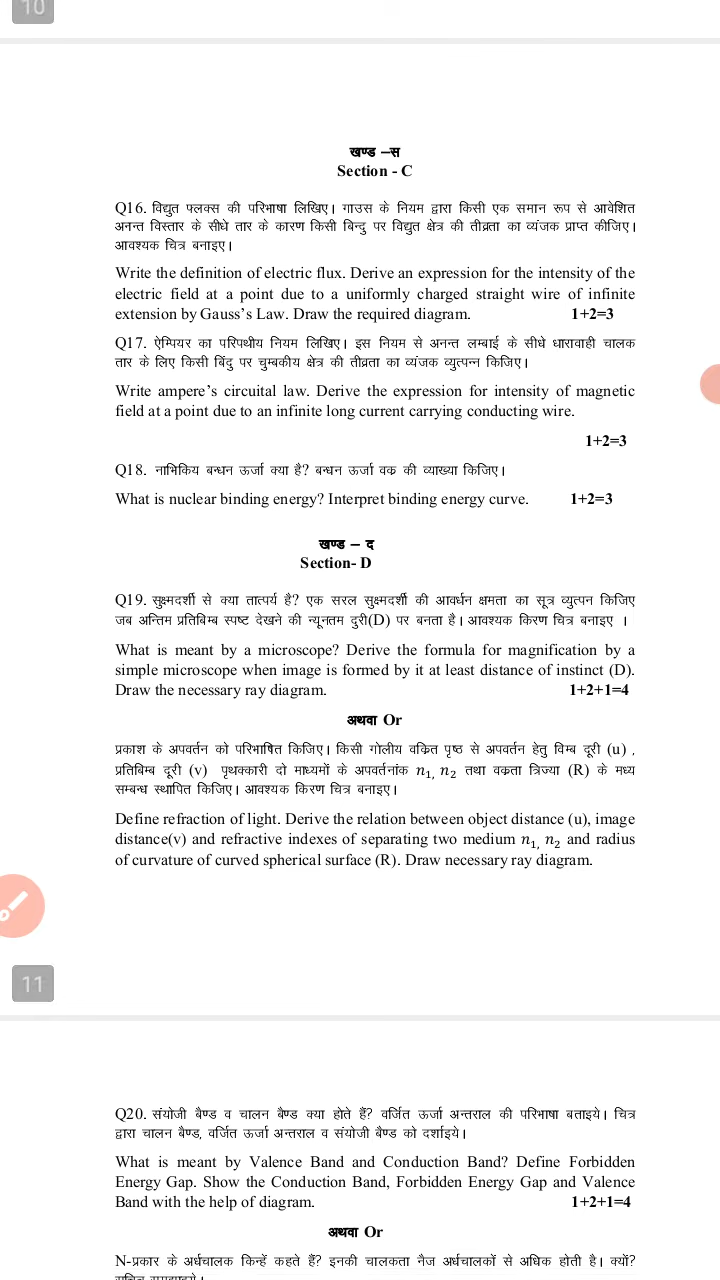 10
खण्ड –स
Section - C
Q16. विद्युत फ्लक्स की परिभाषा लिखिए। गाउस के नियम द्वारा किसी एक समान रूप से आवेशित
अनन्त विस्तार के सीधे तार के कारण किसी बिन्दु पर विद्युत क्षेत्र की तीव्रता का व्यंजक प्राप्त कीजिए।
आवश्यक चित्र बनाइए।
Write the definition of electric flux. Derive an expression for the intensity of the
electric field at a point due to a uniformly charged straight wire of infinite
extension by Gauss’s Law. Draw the required diagram. 1+2=3
Q17. ऐम्पियर का परिपथीय नियम लिखिए। इस नियम से अनन्त लम्बाई के सीधे धारावाही चालक
तार के लिए किसी बिंदु पर चुम्बकीय क्षेत्र की तीव्रता का व्यंजक व्युत्पन्न किजिए।
Write ampere’s circuital law. Derive the expression for intensity of magnetic
field at a point due to an infinite long current carrying conducting wire.
1+2=3
Q18. नाभिकिय बन्धन ऊर्जा क्या है? बन्धन ऊर्जा वक्र की व्याख्या किजिए।
What is nuclear binding energy? Interpret binding energy curve. 1+2=3
खण्ड – द
Section- D
Q19. सुक्ष्मदर्शी से क्या तात्पर्य है? एक सरल सुक्ष्मदर्शी की आवर्धन क्षमता का सूत्र व्युत्पन किजिए
जब अन्तिम प्रतिबिम्ब स्पष्ट देखने की न्यूनतम दुरी(D) पर बनता है। आवश्यक किरण चित्र बनाइए ।
What is meant by a microscope? Derive the formula for magnification by a
simple microscope when image is formed by it at least distance of instinct (D).
Draw the necessary ray diagram. 1+2+1=4
अथवा Or
प्रकाश के अपवर्तन को परिभाषित किजिए। किसी गोलीय वक्रित पृष्ठ से अपवर्तन हेतु विम्ब दूरी (u) ,
प्रतिबिम्ब दूरी (v) पृथक्कारी दो माध्यमों के अपवर्तनांक n₁, n₂ तथा वक्रता त्रिज्या (R) के मध्य
सम्बन्ध स्थापित किजिए। आवश्यक किरण चित्र बनाइए।
Define refraction of light. Derive the relation between object distance (u), image
distance(v) and refractive indexes of separating two medium n₁, n₂ and radius
of curvature of curved spherical surface (R). Draw necessary ray diagram.
11
Q20. संयोजी बैण्ड व चालन बैण्ड क्या होते हैं? वर्जित ऊर्जा अन्तराल की परिभाषा बताइये। चित्र
द्वारा चालन बैण्ड, वर्जित ऊर्जा अन्तराल व संयोजी बैण्ड को दर्शाइये।
What is meant by Valence Band and Conduction Band? Define Forbidden
Energy Gap. Show the Conduction Band, Forbidden Energy Gap and Valence
Band with the help of diagram. 1+2+1=4
अथवा Or
N-प्रकार के अर्धचालक किन्हें कहते हैं? इनकी चालकता नैज अर्धचालकों से अधिक होती है। क्यों?